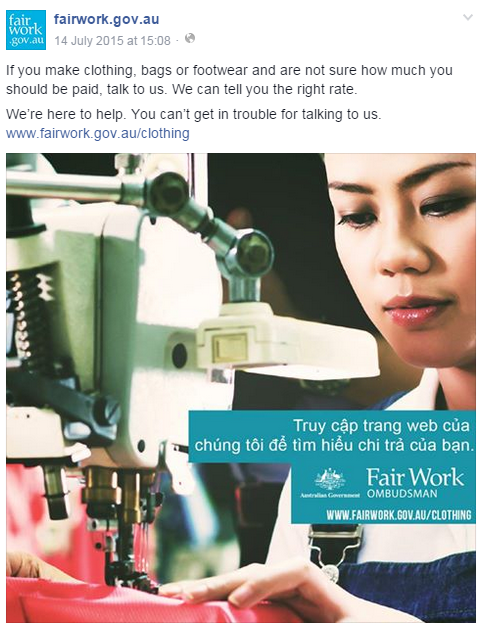 fair
work
.gov.au
fairwork.gov.au
14 July 2015 at 15:08 ·
If you make clothing, bags or footwear and are not sure how much you
should be paid, talk to us. We can tell you the right rate.
We’re here to help. You can’t get in trouble for talking to us.
www.fairwork.gov.au/clothing
Truy cập trang web của
chúng tôi để tìm hiểu chi trả của bạn.
Australian Government
Fair Work
OMBUDSMAN
WWW.FAIRWORK.GOV.AU/CLOTHING